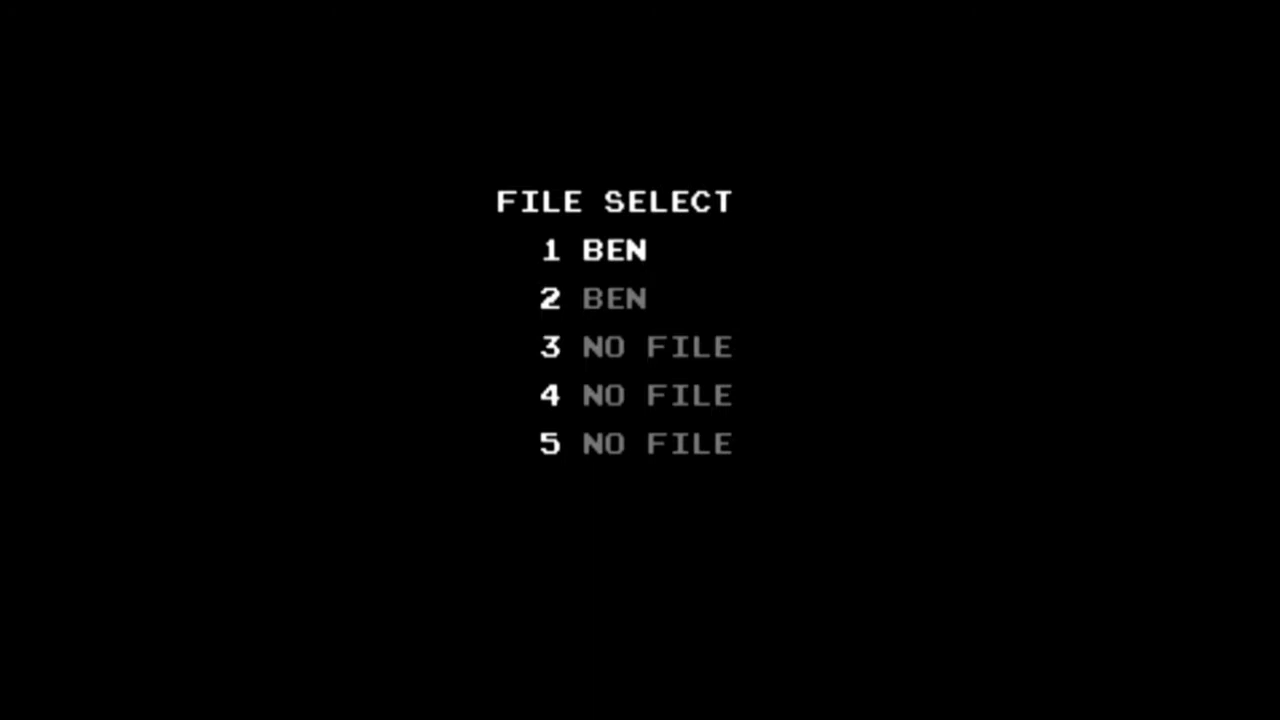 FILE SELECT
1 BEN
2 BEN
3 NO FILE
4 NO FILE
5 NO FILE